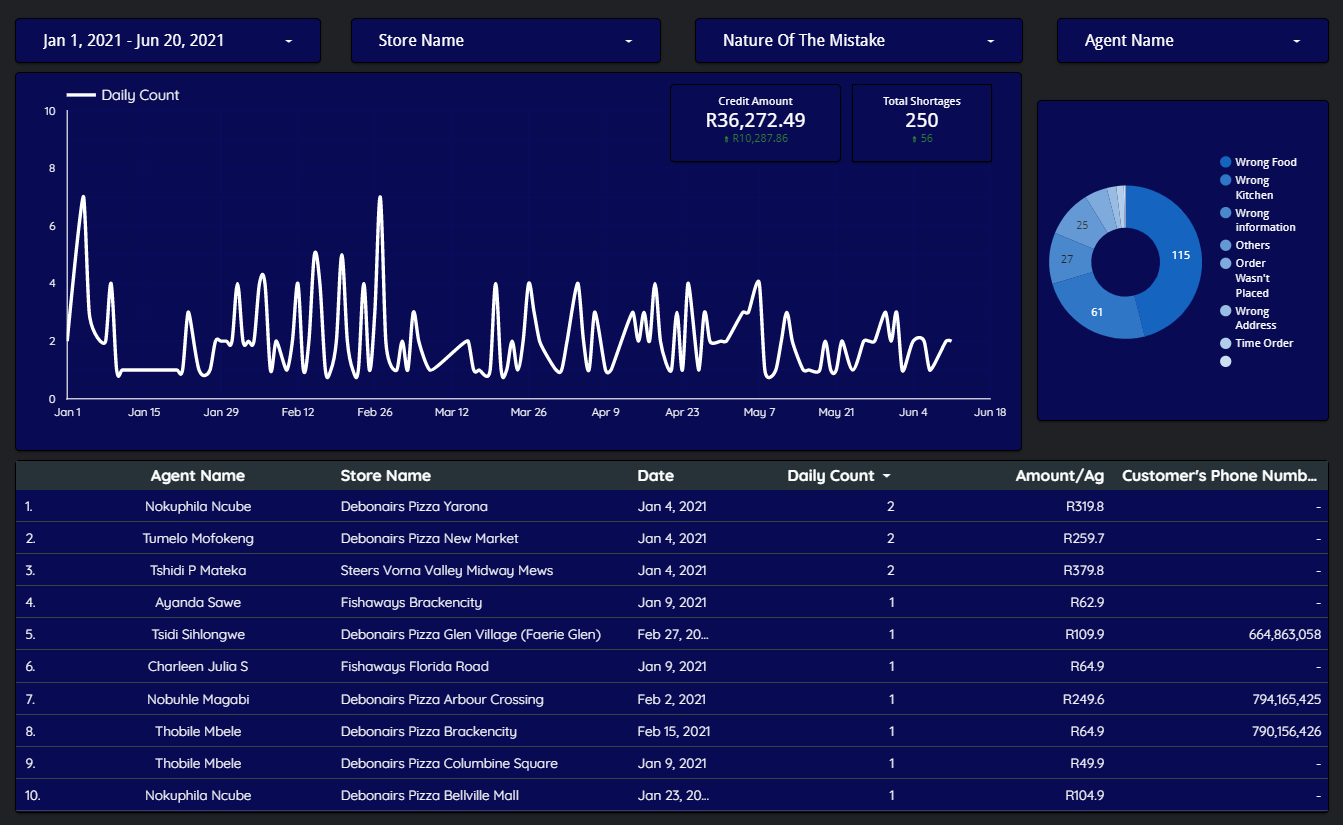 Jan 1, 2021 - Jun 20, 2021
Store Name
Nature Of The Mistake
Agent Name
Daily Count
Credit Amount
R36,272.49
R10,287.86
Total Shortages
250
56
10
8
6
4
2
0
Jan 1 Jan 15 Jan 29 Feb 12 Feb 26 Mar 12 Mar 26 Apr 9 Apr 23 May 7 May 21 Jun 4 Jun 18
115
61
27
25
Wrong Food
Wrong
Kitchen
Wrong
information
Others
Order
Wasn't
Placed
Wrong
Address
Time Order
Agent Name Store Name Date Daily Count Amount/Ag Customer's Phone Numb...
1. Nokuphila Ncube Debonairs Pizza Yarona Jan 4, 2021 2 R319.8 -
2. Tumelo Mofokeng Debonairs Pizza New Market Jan 4, 2021 2 R259.7 -
3. Tshidi P Mateka Steers Vorna Valley Midway Mews Jan 4, 2021 2 R379.8 -
4. Ayanda Sawe Fishaways Brackencity Jan 9, 2021 1 R62.9 -
5. Tsidi Sihlongwe Debonairs Pizza Glen Village (Faerie Glen) Feb 27, 20... 1 R109.9 664,863,058
6. Charleen Julia S Fishaways Florida Road Jan 9, 2021 1 R64.9 -
7. Nobuhle Magabi Debonairs Pizza Arbour Crossing Feb 2, 2021 1 R249.6 794,165,425
8. Thobile Mbele Debonairs Pizza Brackencity Feb 15, 2021 1 R64.9 790,156,426
9. Thobile Mbele Debonairs Pizza Columbine Square Jan 9, 2021 1 R49.9 -
10. Nokuphila Ncube Debonairs Pizza Bellville Mall Jan 23, 20... 1 R104.9 -